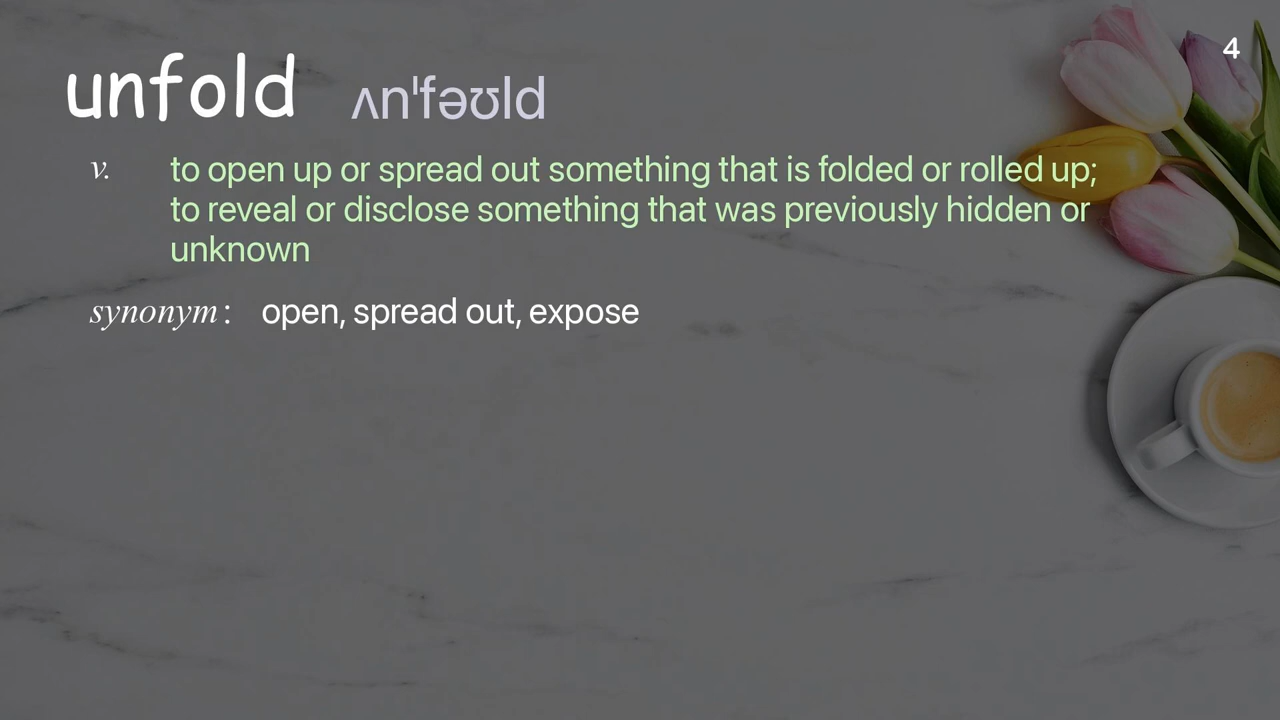 4
unfold ʌnˈfəʊld
v. to open up or spread out something that is folded or rolled up;
to reveal or disclose something that was previously hidden or
unknown
synonym: open, spread out, expose